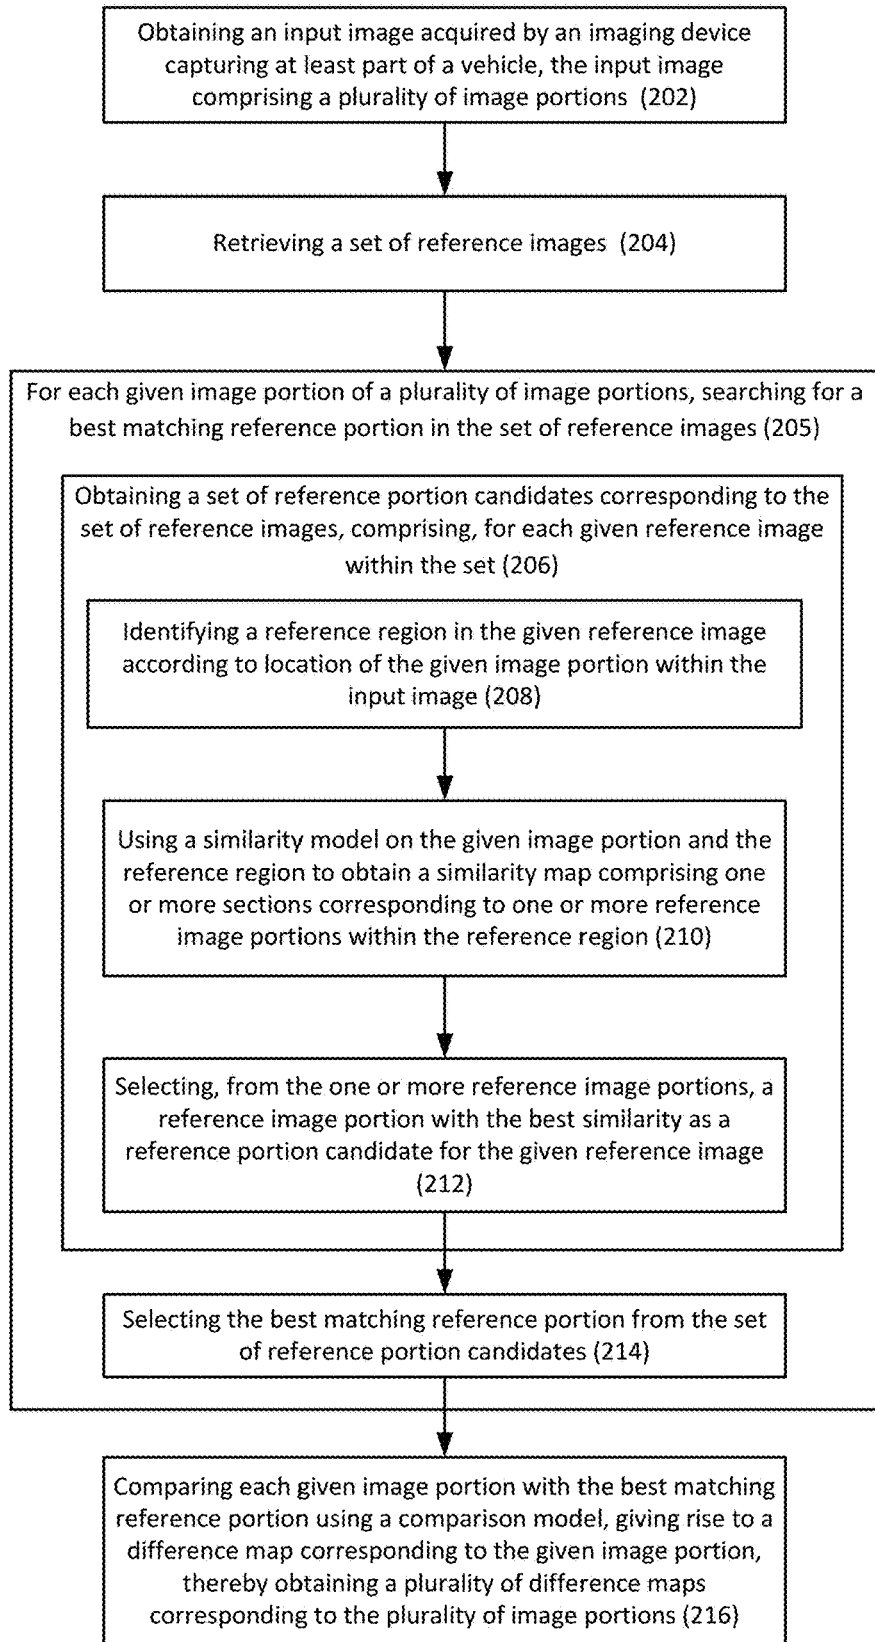 Obtaining an input image acquired by an imaging device
capturing at least part of a vehicle, the input image
comprising a plurality of image portions (202)
Retrieving a set of reference images (204)
For each given image portion of a plurality of image portions, searching for a
best matching reference portion in the set of reference images (205)
Obtaining a set of reference portion candidates corresponding to the
set of reference images, comprising, for each given reference image
within the set (206)
Identifying a reference region in the given reference image
according to location of the given image portion within the
input image (208)
Using a similarity model on the given image portion and the
reference region to obtain a similarity map comprising one
or more sections corresponding to one or more reference
image portions within the reference region (210)
Selecting, from the one or more reference image portions, a
reference image portion with the best similarity as a
reference portion candidate for the given reference image
(212)
Selecting the best matching reference portion from the set
of reference portion candidates (214)
Comparing each given image portion with the best matching
reference portion using a comparison model, giving rise to a
difference map corresponding to the given image portion,
thereby obtaining a plurality of difference maps
corresponding to the plurality of image portions (216)